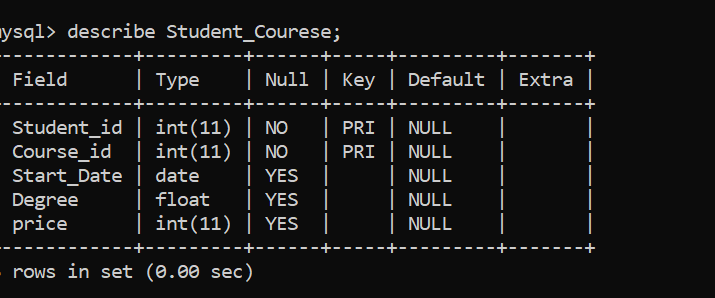 mysql> describe Student_Courese;
-------------+---------+------+-----+---------+-------+
Field | Type | Null | Key | Default | Extra |
-------------+---------+------+-----+---------+-------+
Student_id | int(11) | NO | PRI | NULL | |
Course_id | int(11) | NO | PRI | NULL | |
Start_Date | date | YES | | NULL | |
Degree | float | YES | | NULL | |
price | int(11) | YES | | NULL | |
-------------+---------+------+-----+---------+-------+
rows in set (0.00 sec)